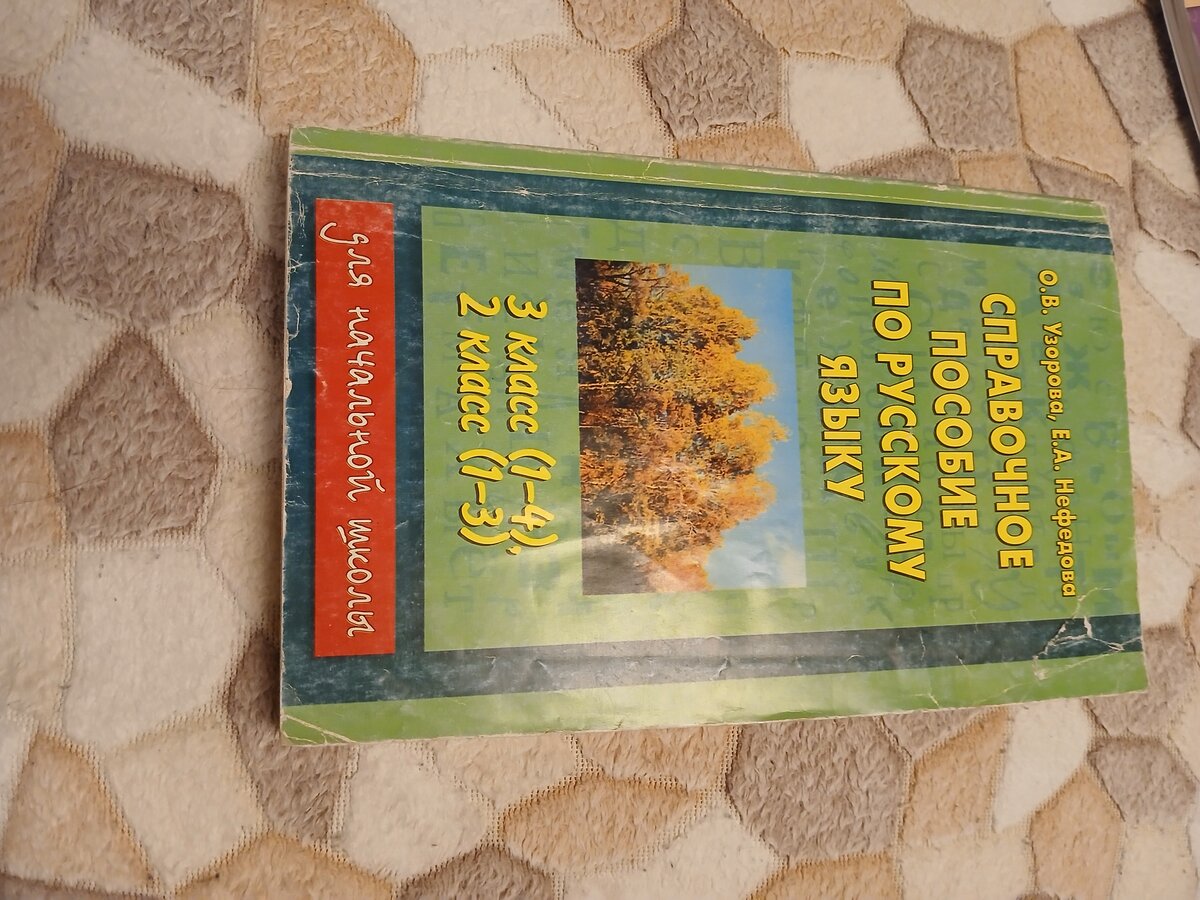 О.В. Узорова, Е.А. Нефедова
СПРАВОЧНОЕ
ПОСОБИЕ
ПО РУССКОМУ
ЯЗЫКУ
3 класс (1–4),
2 класс (1–3)
для начальной школы